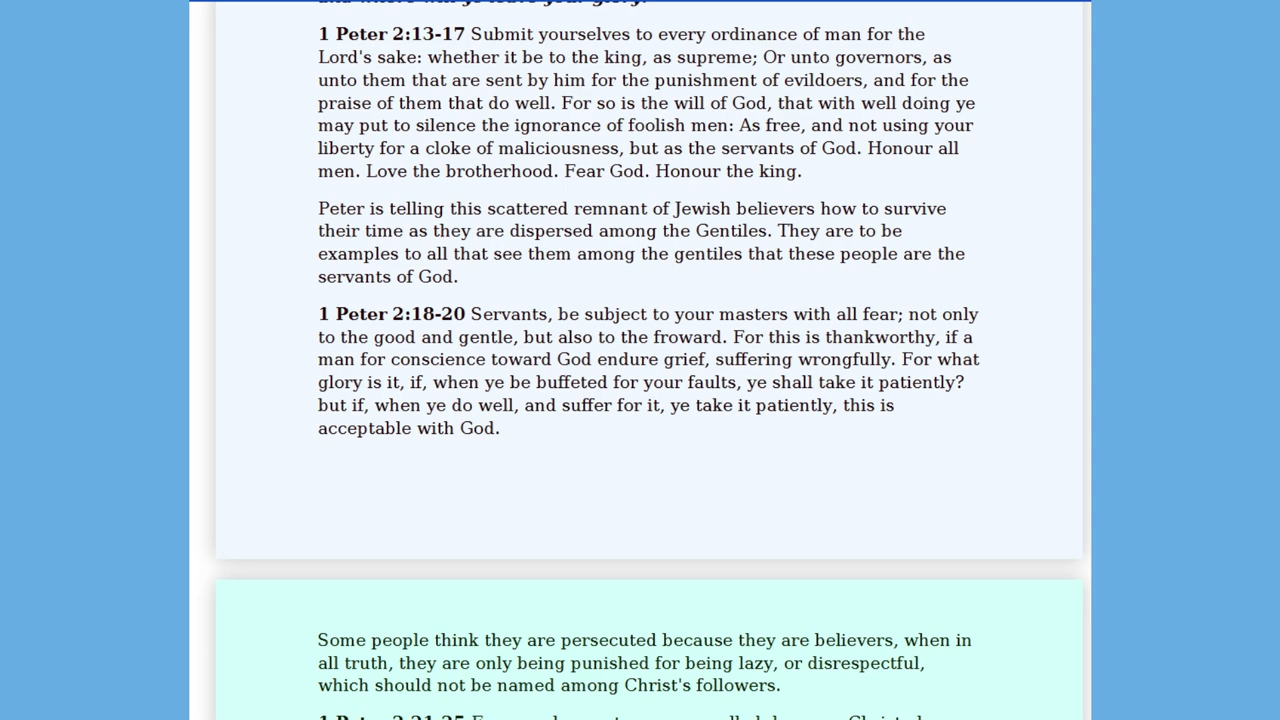 1 Peter 2:13-17 Submit yourselves to every ordinance of man for the
Lord's sake: whether it be to the king, as supreme; Or unto governors, as
unto them that are sent by him for the punishment of evildoers, and for the
praise of them that do well. For so is the will of God, that with well doing ye
may put to silence the ignorance of foolish men: As free, and not using your
liberty for a cloke of maliciousness, but as the servants of God. Honour all
men. Love the brotherhood. Fear God. Honour the king.
Peter is telling this scattered remnant of Jewish believers how to survive
their time as they are dispersed among the Gentiles. They are to be
examples to all that see them among the gentiles that these people are the
servants of God.
1 Peter 2:18-20 Servants, be subject to your masters with all fear; not only
to the good and gentle, but also to the froward. For this is thankworthy, if a
man for conscience toward God endure grief, suffering wrongfully. For what
glory is it, if, when ye be buffeted for your faults, ye shall take it patiently?
but if, when ye do well, and suffer for it, ye take it patiently, this is
acceptable with God.
Some people think they are persecuted because they are believers, when in
all truth, they are only being punished for being lazy, or disrespectful,
which should not be named among Christ's followers.
1 Peter 2:21-25